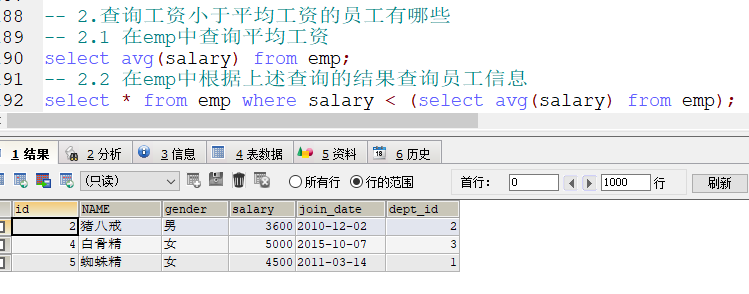 188 -- 2.查询工资小于平均工资的员工有哪些
189 -- 2.1 在emp中查询平均工资
190 select avg(salary) from emp;
191 -- 2.2 在emp中根据上述查询的结果查询员工信息
192 select * from emp where salary < (select avg(salary) from emp);
1 结果 2 分析 3 信息 4 表数据 5 资料 6 历史
(只读) 所有行 行的范围 首行: 0 1000 行 刷新
id NAME gender salary join_date dept_id
2 猪八戒 男 3600 2010-12-02 2
4 白骨精 女 5000 2015-10-07 3
5 蜘蛛精 女 4500 2011-03-14 1